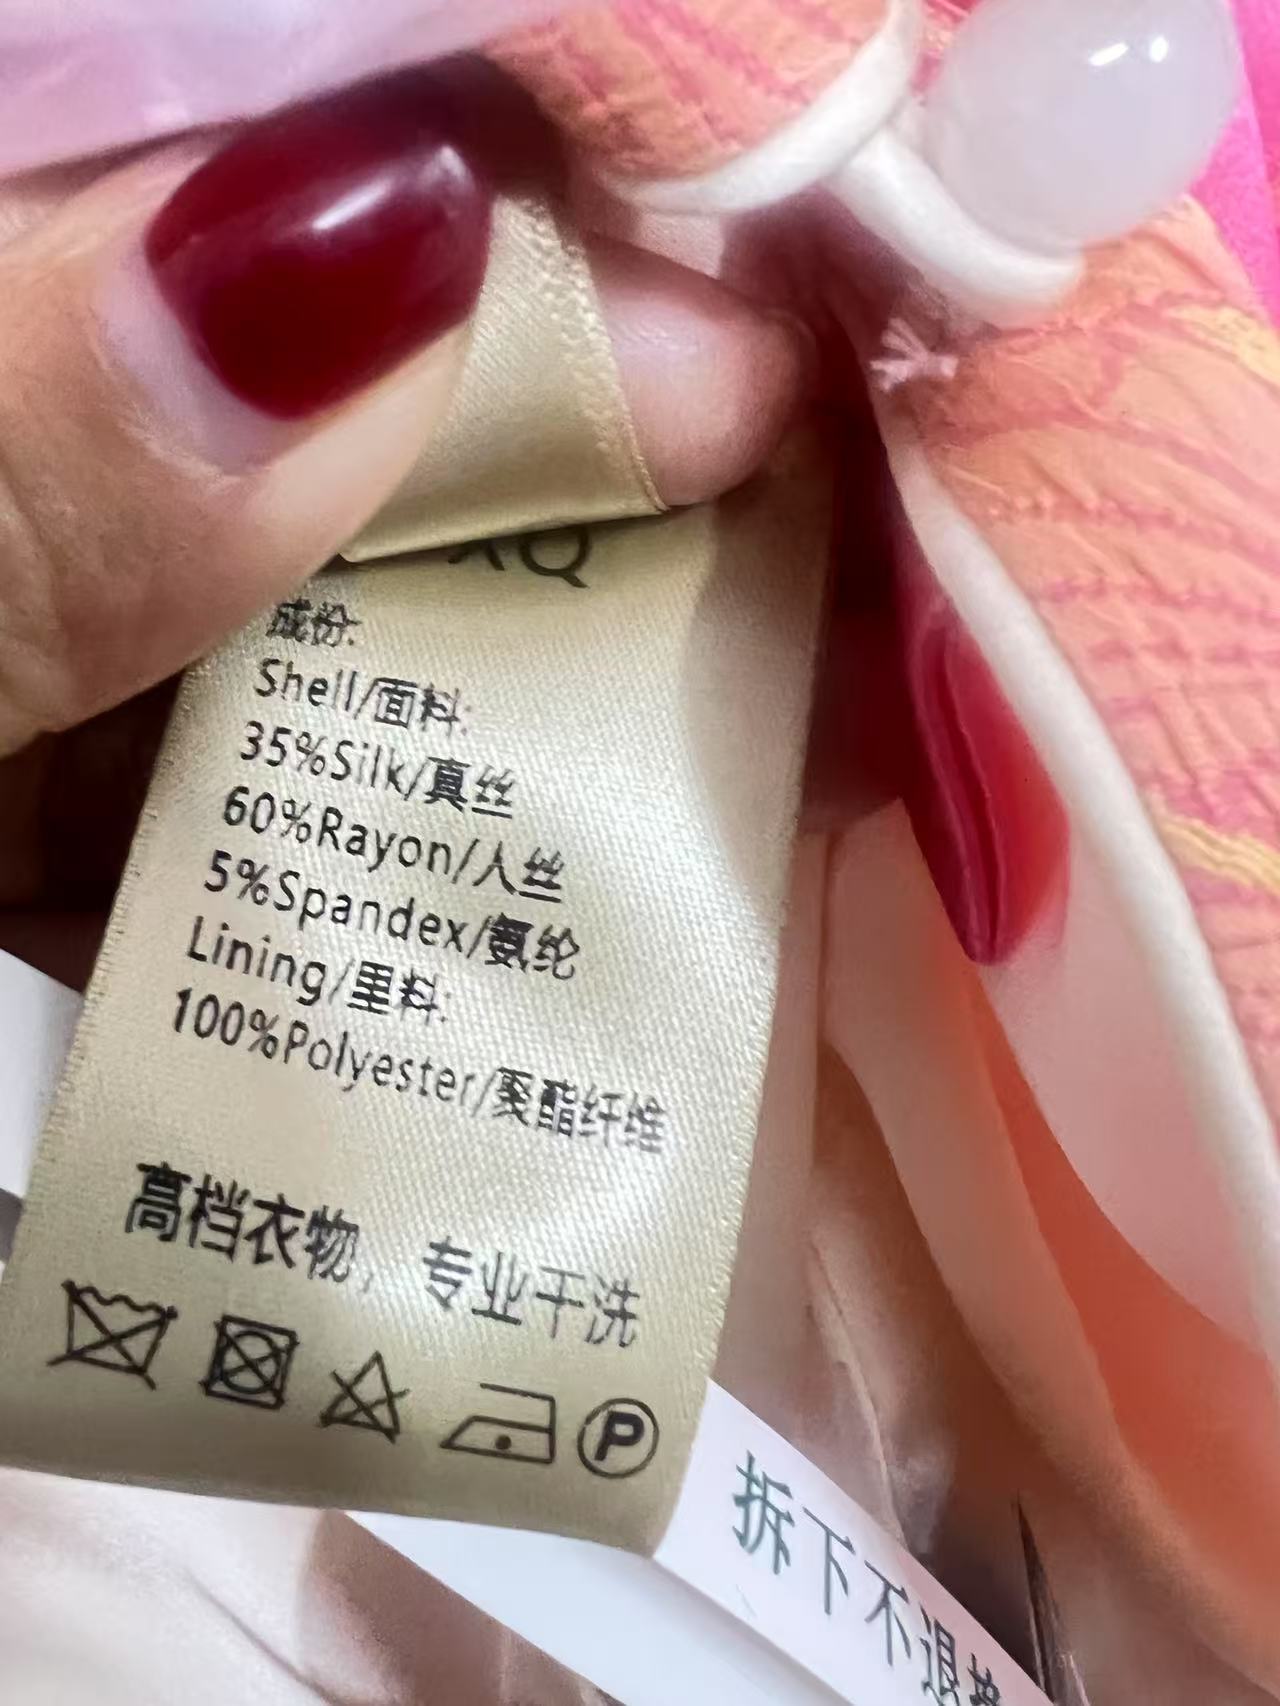 成份:
Shell/面料:
35%Silk/真丝
60%Rayon/人丝
5%Spandex/氨纶
Lining/里料:
100%Polyester/聚酯纤维
高档衣物，专业干洗
P
拆下不退换